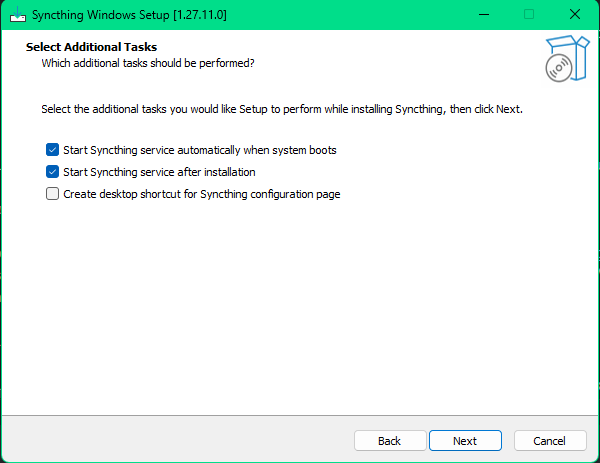 Syncthing Windows Setup [1.27.11.0]
Select Additional Tasks
Which additional tasks should be performed?
Select the additional tasks you would like Setup to perform while installing Syncthing, then click Next.
Start Syncthing service automatically when system boots
Start Syncthing service after installation
Create desktop shortcut for Syncthing configuration page
Back Next Cancel